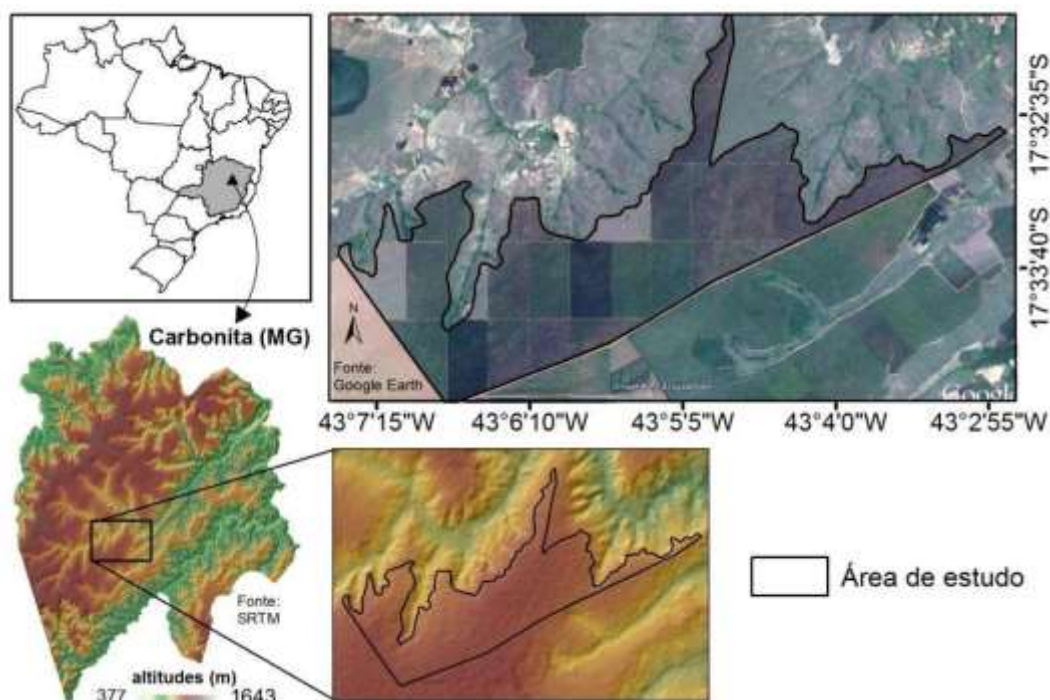 17°32'35"S
17°33'40"S
N
Fonte:
Google Earth
Google
43°7'15"W
43°6'10"W
43°5'5"W
43°4'0"W
43°2'55"W
Carbonita (MG)
Fonte:
SRTM
altitudes (m)
377
1643
Área de estudo